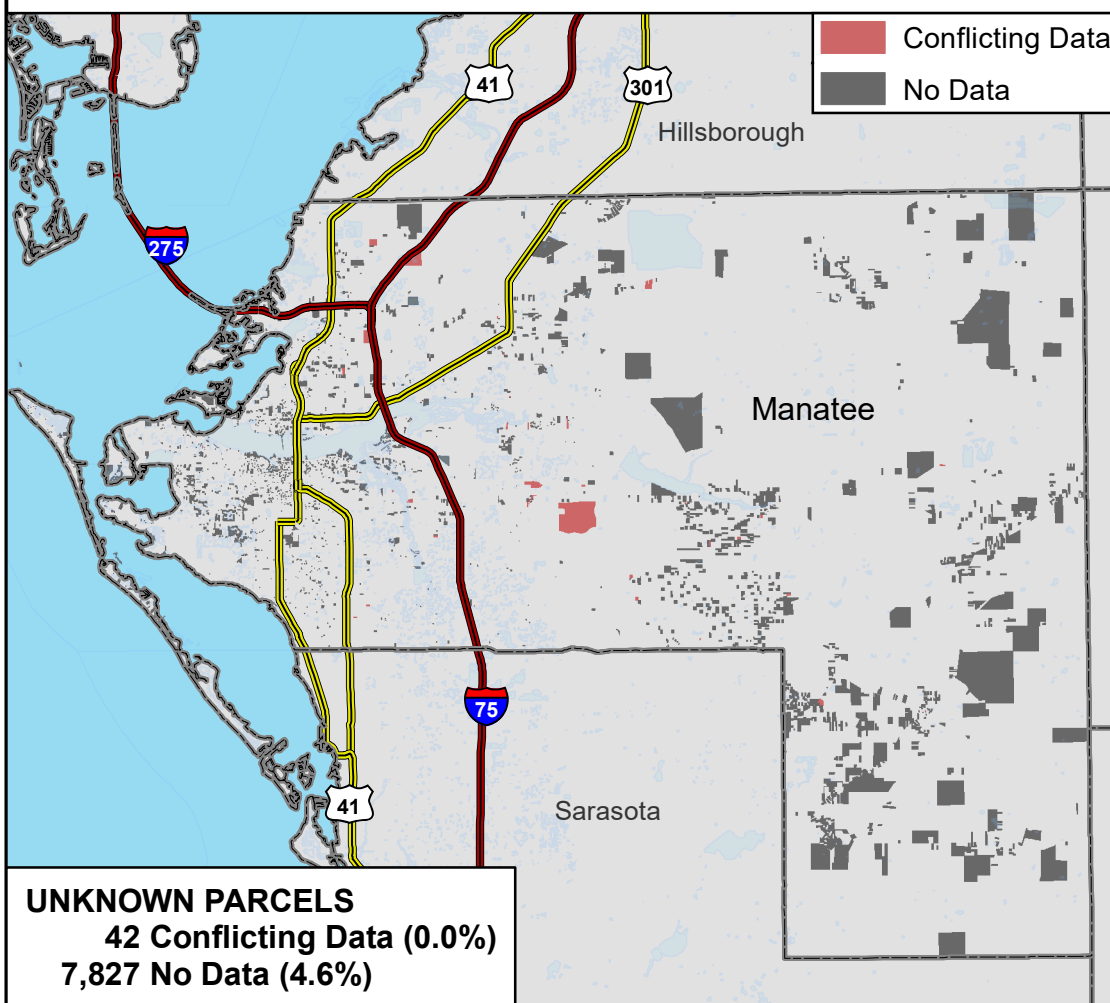 Conflicting Data
No Data
41
301
Hillsborough
275
Manatee
75
Sarasota
41
UNKNOWN PARCELS
42 Conflicting Data (0.0%)
7,827 No Data (4.6%)